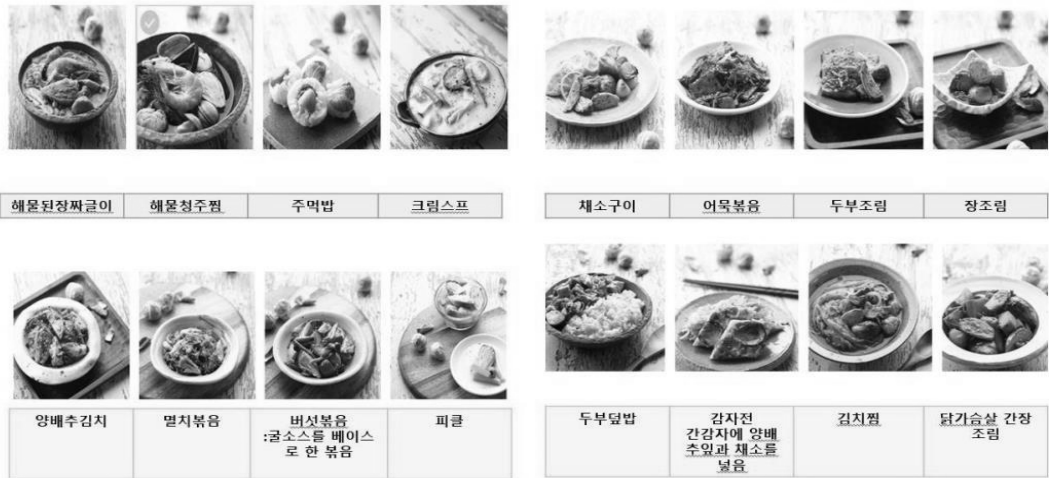 해물된장짜글이 해물청주찜 주먹밥 크림스프
채소구이 어묵볶음 두부조림 장조림
양배추김치 멸치볶음 버섯볶음 피클
:굴소스를 베이스
로 한 볶음
두부덮밥 감자전 김치찜 닭가슴살 간장
간감자에 양배 조림
추잎과 채소를
넣음